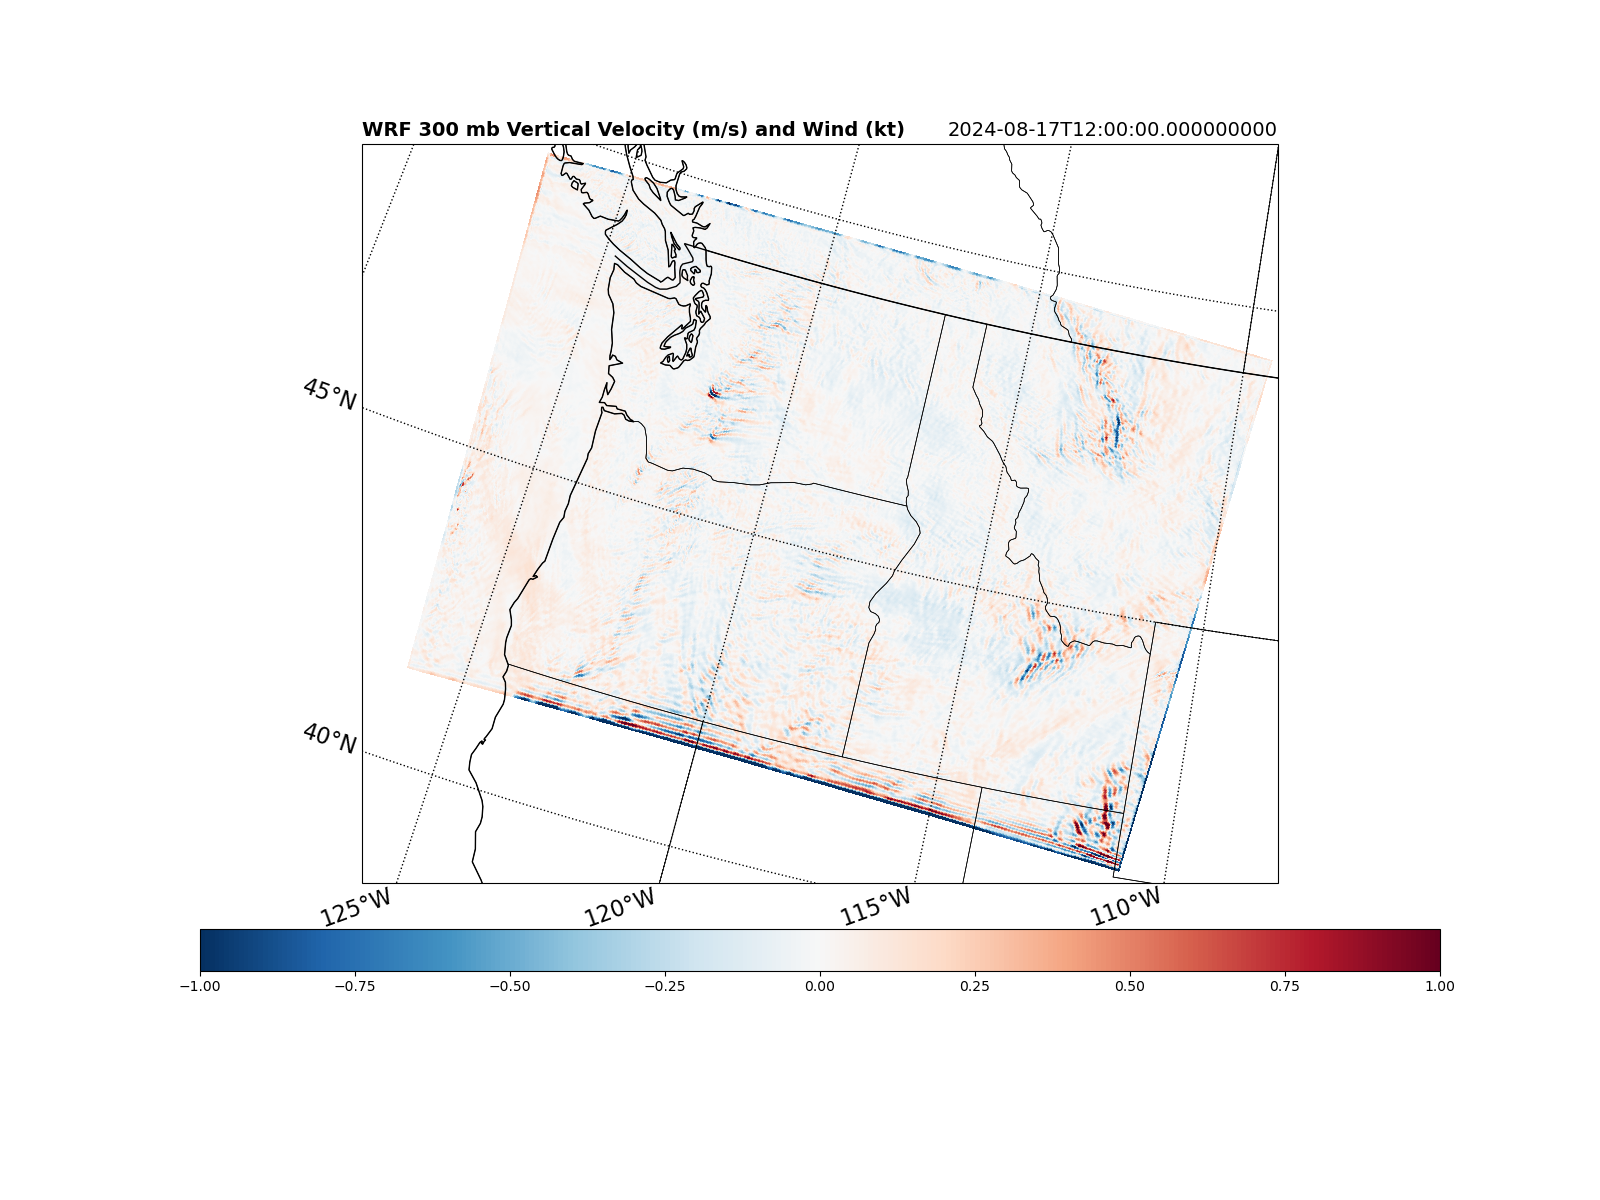 WRF 300 mb Vertical Velocity (m/s) and Wind (kt) 2024-08-17T12:00:00.000000000
45°N
40°N
125°W 120°W 115°W 110°W
−1.00 −0.75 −0.50 −0.25 0.00 0.25 0.50 0.75 1.00